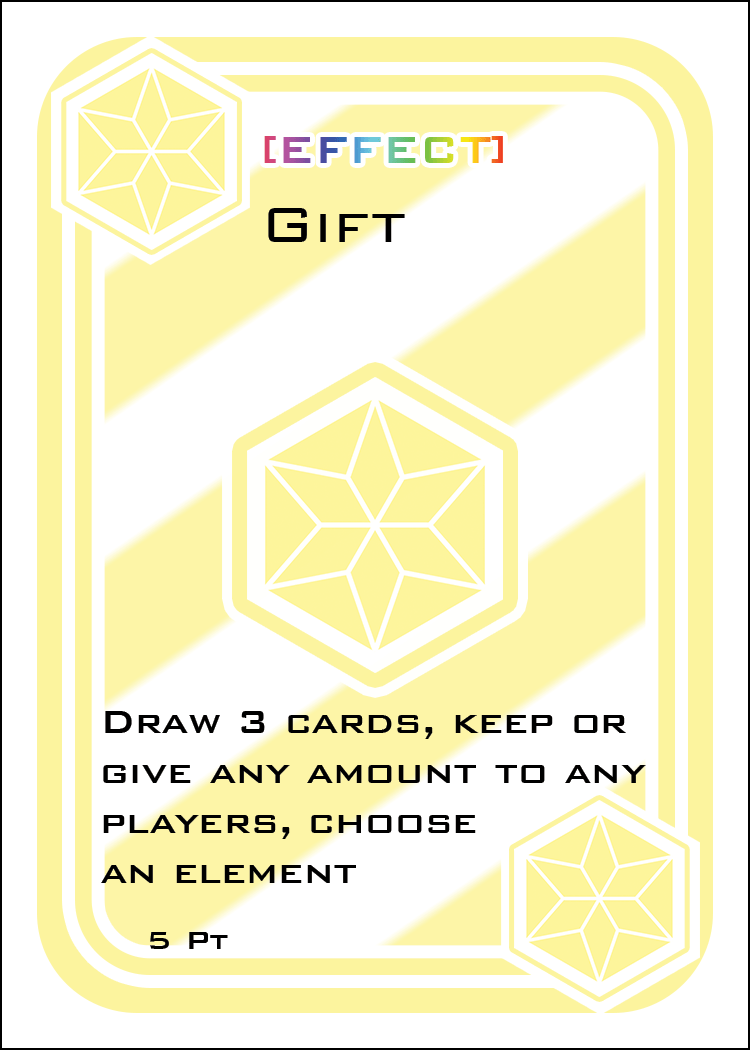 [EFFECT]
Gift
Draw 3 cards, keep or
give any amount to any
players, choose
an element
5 Pt